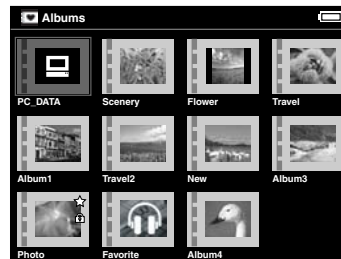 Albums
PC_DATA Scenery Flower Travel
Album1 Travel2 New Album3
Photo Favorite Album4